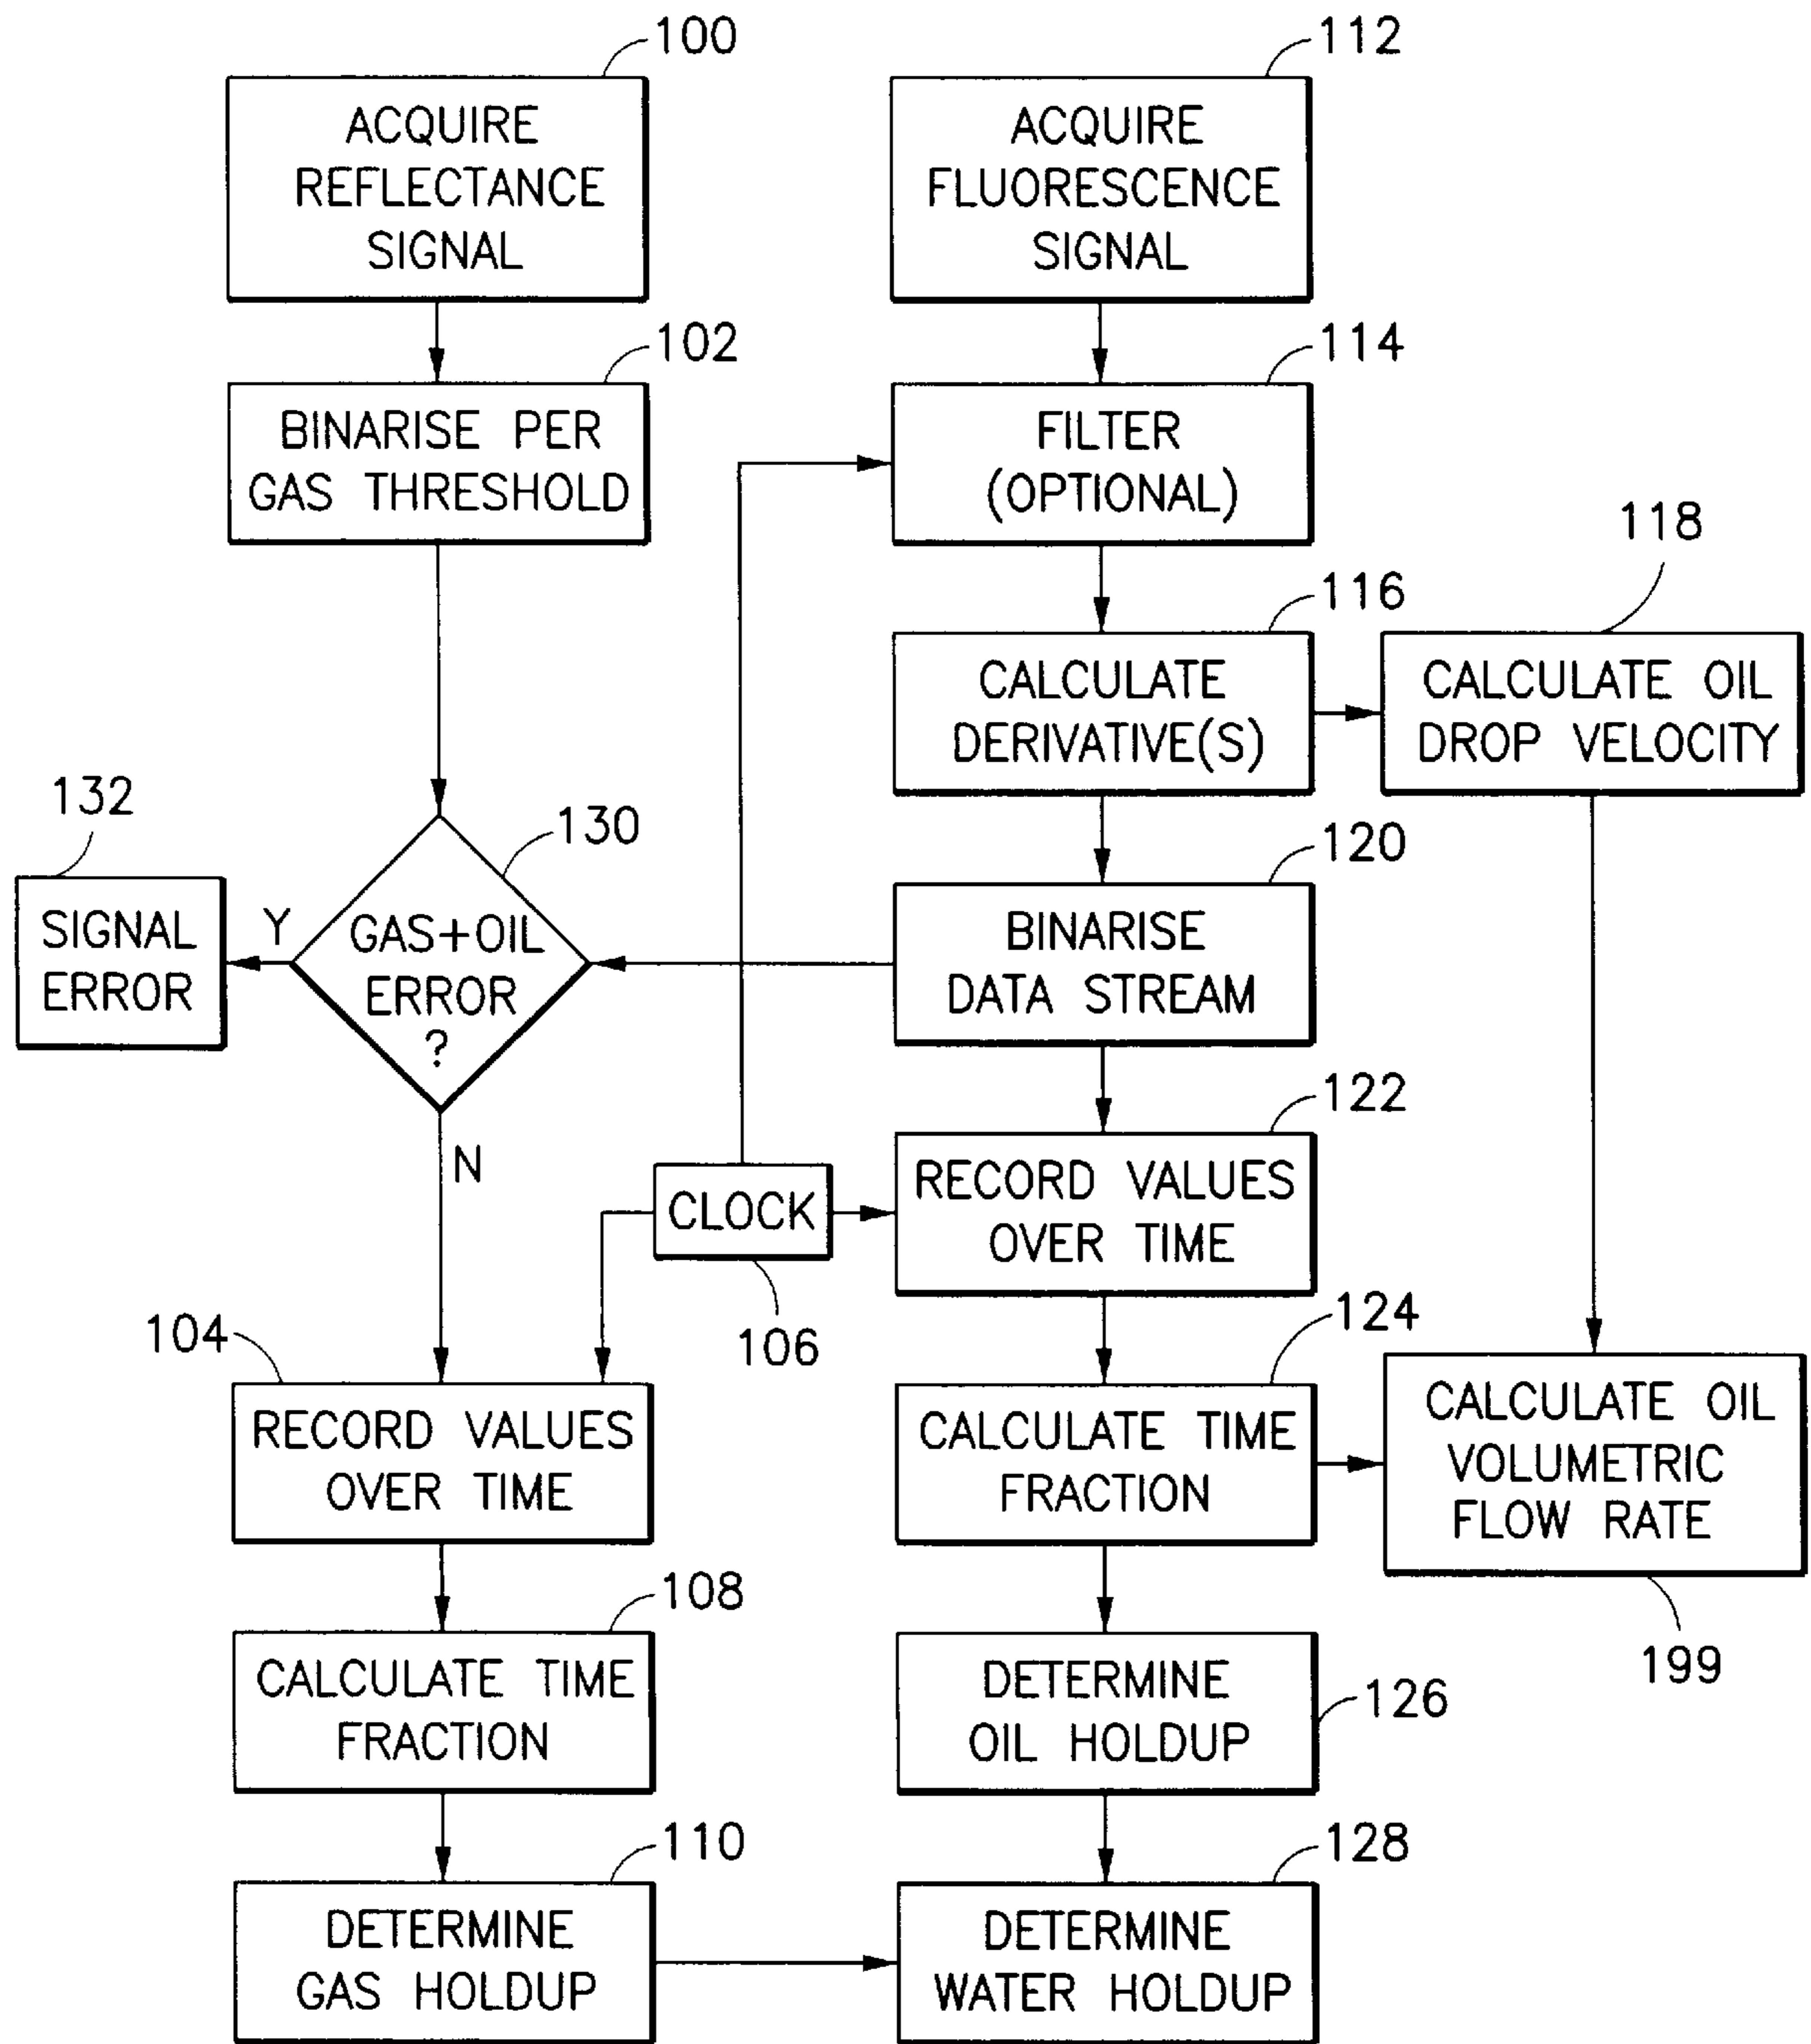 100
ACQUIRE
REFLECTANCE
SIGNAL
112
ACQUIRE
FLUORESCENCE
SIGNAL
102
BINARISE PER
GAS THRESHOLD
114
FILTER
(OPTIONAL)
116
CALCULATE
DERIVATIVE(S)
118
CALCULATE OIL
DROP VELOCITY
132
SIGNAL
ERROR
Y
130
GAS+OIL
ERROR
?
N
120
BINARISE
DATA STREAM
122
RECORD VALUES
OVER TIME
CLOCK
106
104
RECORD VALUES
OVER TIME
124
CALCULATE TIME
FRACTION
CALCULATE OIL
VOLUMETRIC
FLOW RATE
199
108
CALCULATE TIME
FRACTION
DETERMINE
OIL HOLDUP
126
110
DETERMINE
GAS HOLDUP
128
DETERMINE
WATER HOLDUP